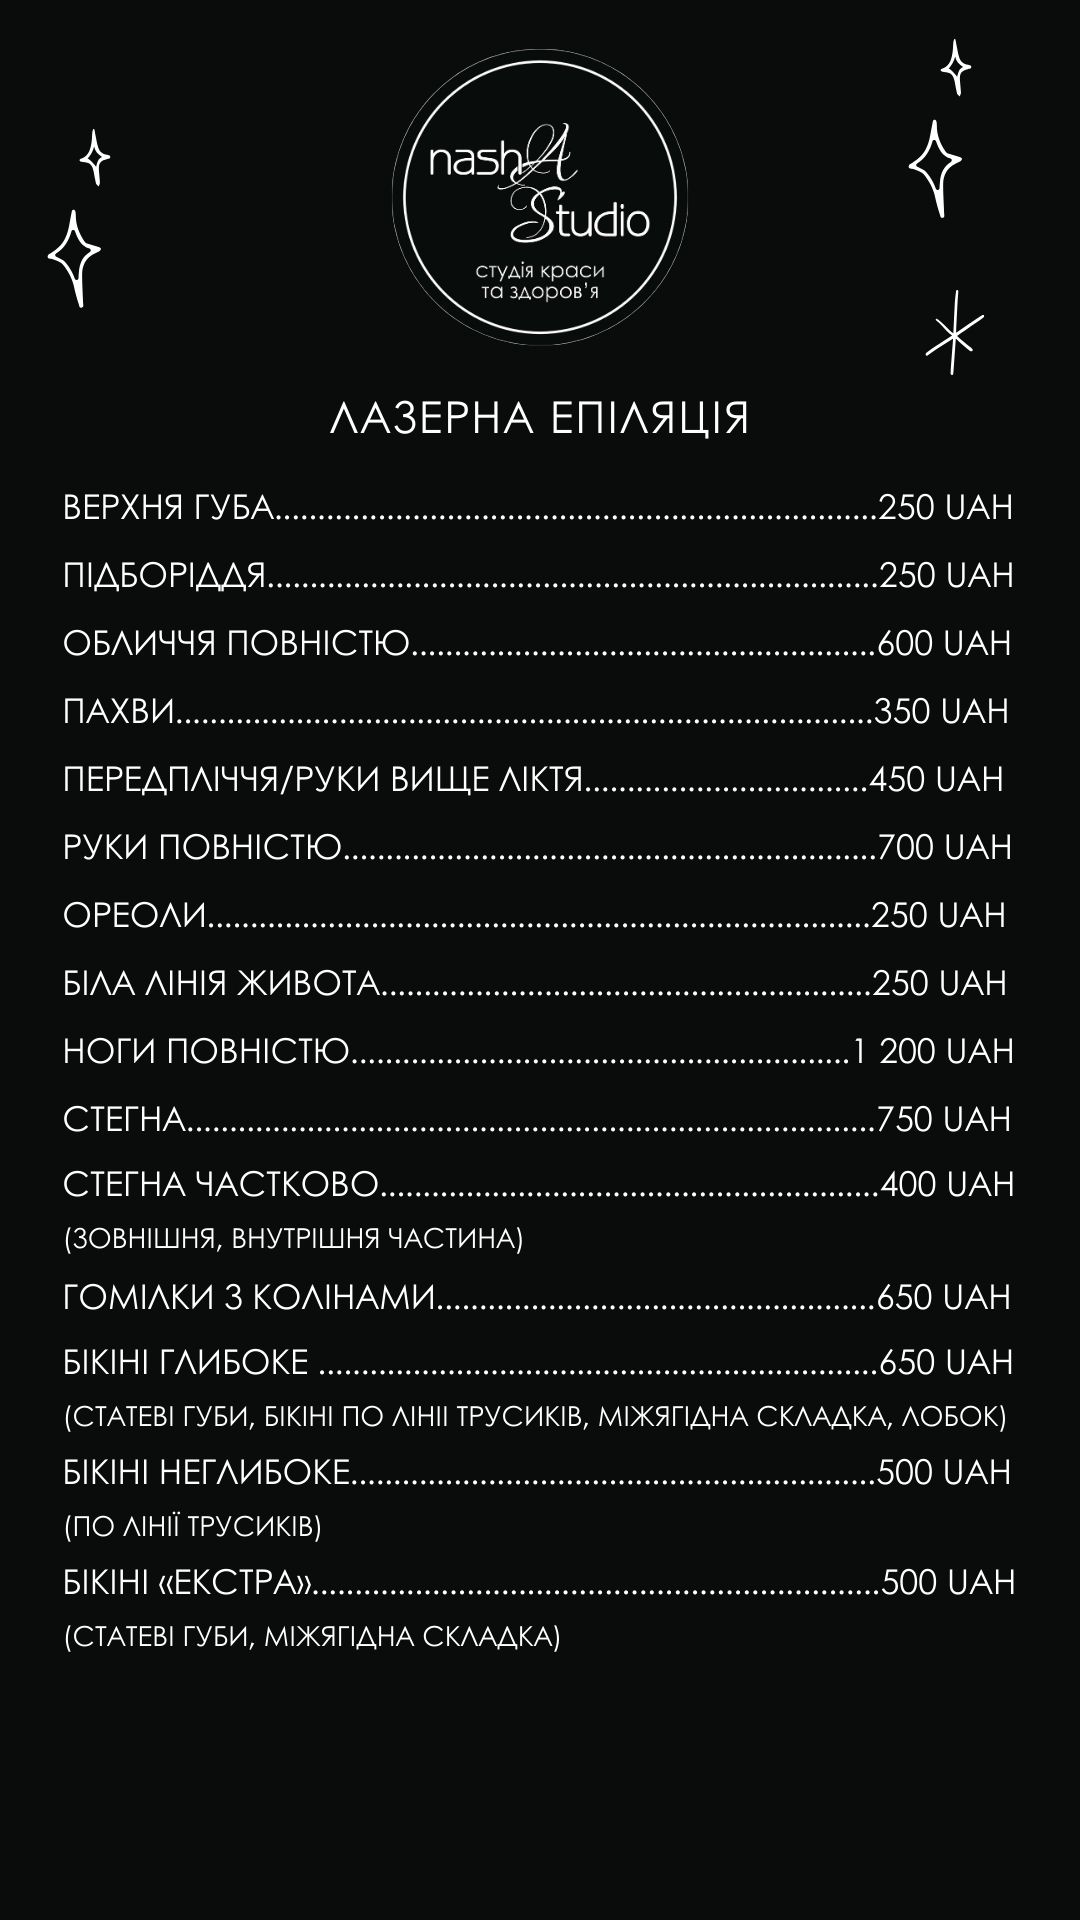 nashA
Studio
студія краси
та здоров'я
ЛАЗЕРНА ЕПІЛЯЦІЯ
ВЕРХНЯ ГУБА......................................................................250 UAH
ПІДБОРІДДЯ.......................................................................250 UAH
ОБЛИЧЧЯ ПОВНІСТЮ......................................................600 UAH
ПАХВИ.................................................................................350 UAH
ПЕРЕДПЛІЧЧЯ/РУКИ ВИЩЕ ЛІКТЯ.................................450 UAH
РУКИ ПОВНІСТЮ..............................................................700 UAH
ОРЕОЛИ.............................................................................250 UAH
БІЛА ЛІНІЯ ЖИВОТА.........................................................250 UAH
НОГИ ПОВНІСТЮ..........................................................1 200 UAH
СТЕГНА................................................................................750 UAH
СТЕГНА ЧАСТКОВО..........................................................400 UAH
(ЗОВНІШНЯ, ВНУТРІШНЯ ЧАСТИНА)
ГОМІЛКИ З КОЛІНАМИ...................................................650 UAH
БІКІНІ ГЛИБОКЕ .................................................................650 UAH
(СТАТЕВІ ГУБИ, БІКІНІ ПО ЛІНІІ ТРУСИКІВ, МІЖЯГІДНА СКЛАДКА, ЛОБОК)
БІКІНІ НЕГЛИБОКЕ.............................................................500 UAH
(ПО ЛІНІЇ ТРУСИКІВ)
БІКІНІ «ЕКСТРА»..................................................................500 UAH
(СТАТЕВІ ГУБИ, МІЖЯГІДНА СКЛАДКА)